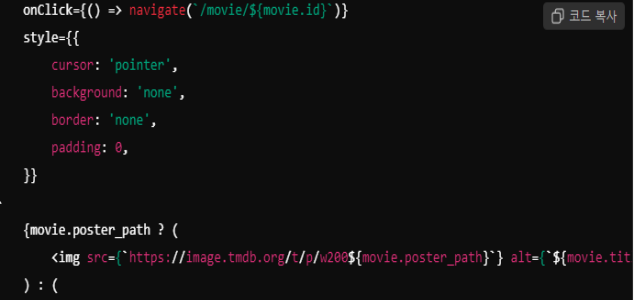 onClick={() => navigate(`/movie/${movie.id}`)}
코드 복사
style={{
cursor: 'pointer',
background: 'none',
border: 'none',
padding: 0,
}}
{movie.poster_path ? (
<img src={`https://image.tmdb.org/t/p/w200${movie.poster_path}`} alt={`${movie.tit
) : (